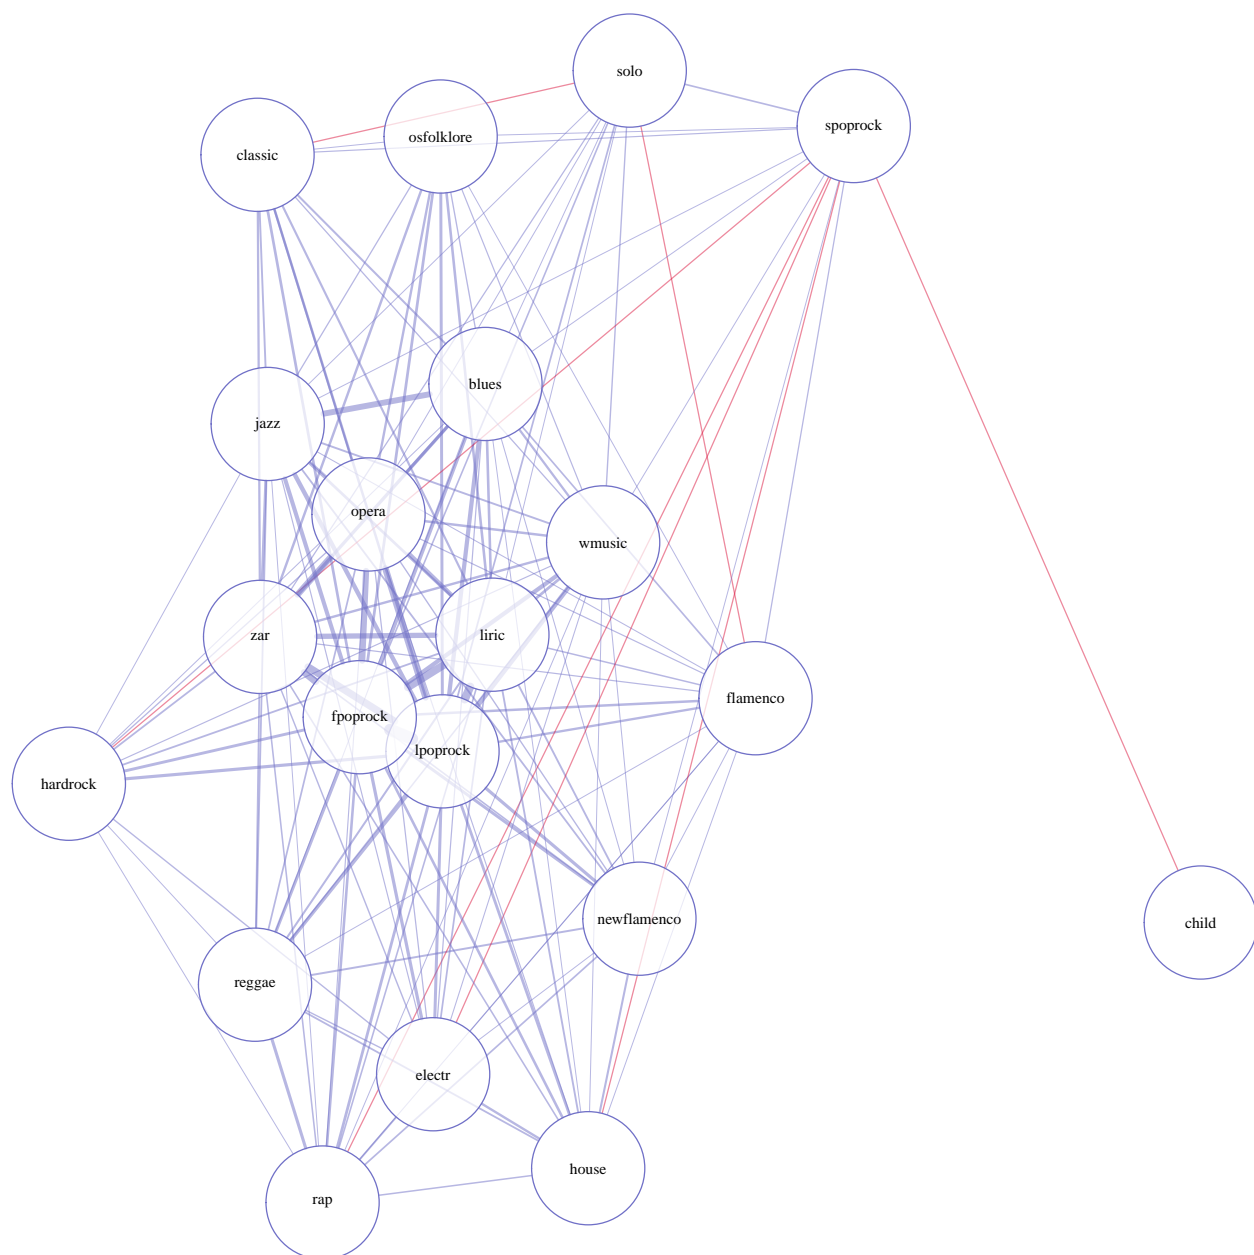 solo
spoprock
osfolklore
classic
blues
jazz
opera
wmusic
zar
liric
flamenco
fpoprock
lpoprock
hardrock
newflamenco
child
reggae
electr
house
rap